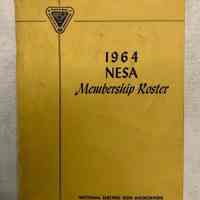 1964
NESA
Membership Roster
NATIONAL ELECTRIC SIGN ASSOCIATION